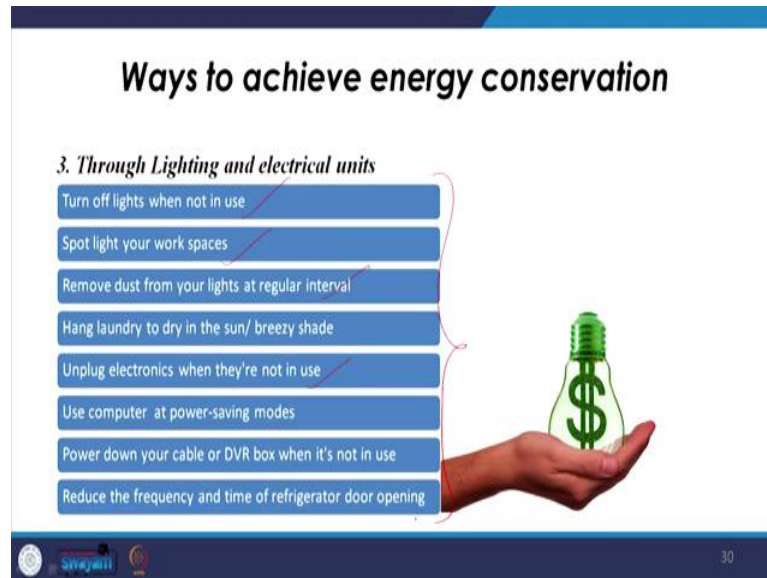 Ways to achieve energy conservation
3. Through Lighting and electrical units
Turn off lights when not in use
Spot light your work spaces
Remove dust from your lights at regular interval
Hang laundry to dry in the sun/ breezy shade
Unplug electronics when they're not in use
Use computer at power-saving modes
Power down your cable or DVR box when it's not in use
Reduce the frequency and time of refrigerator door opening
$
swayam
30